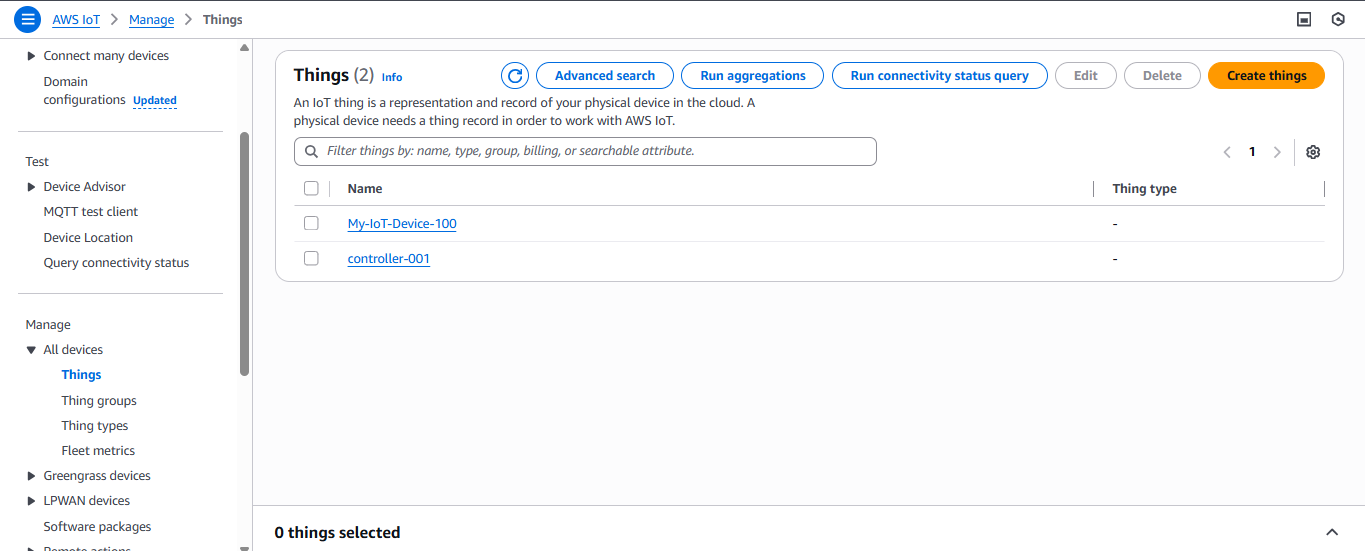 AWS IoT > Manage > Things
Connect many devices
Domain
configurations Updated
Test
Device Advisor
MQTT test client
Device Location
Query connectivity status
Manage
All devices
Things
Thing groups
Thing types
Fleet metrics
Greengrass devices
LPWAN devices
Software packages
Remote actions
Things (2) Info
Advanced search
Run aggregations
Run connectivity status query
Edit
Delete
Create things
An IoT thing is a representation and record of your physical device in the cloud. A
physical device needs a thing record in order to work with AWS IoT.
Filter things by: name, type, group, billing, or searchable attribute.
1
Name Thing type
My-IoT-Device-100 -
controller-001 -
0 things selected